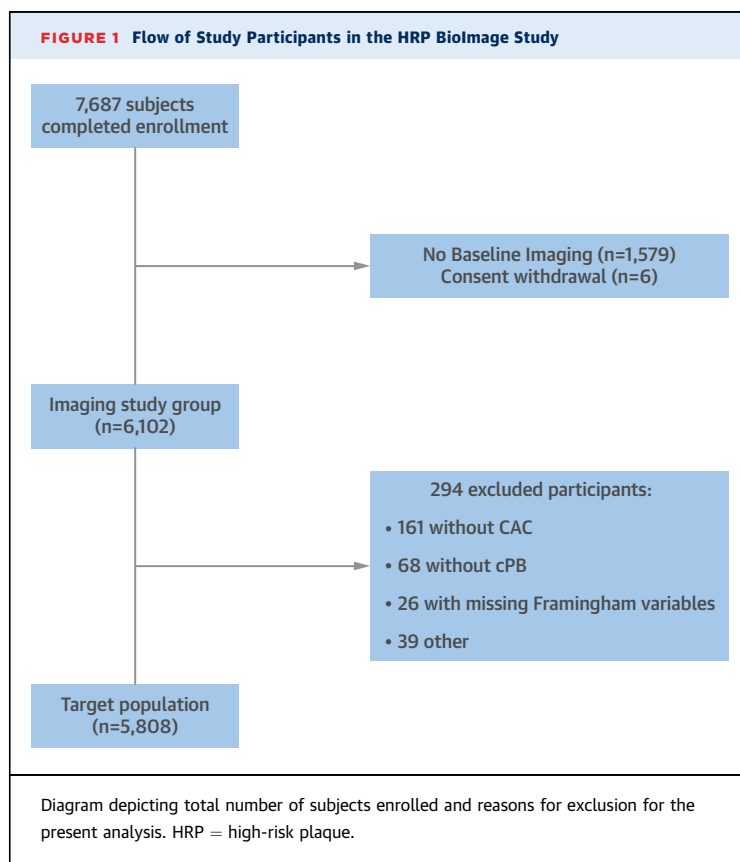 FIGURE 1 Flow of Study Participants in the HRP BioImage Study
7,687 subjects
completed enrollment
No Baseline Imaging (n=1,579)
Consent withdrawal (n=6)
Imaging study group
(n=6,102)
294 excluded participants:
• 161 without CAC
• 68 without cPB
• 26 with missing Framingham variables
• 39 other
Target population
(n=5,808)
Diagram depicting total number of subjects enrolled and reasons for exclusion for the
present analysis. HRP = high-risk plaque.